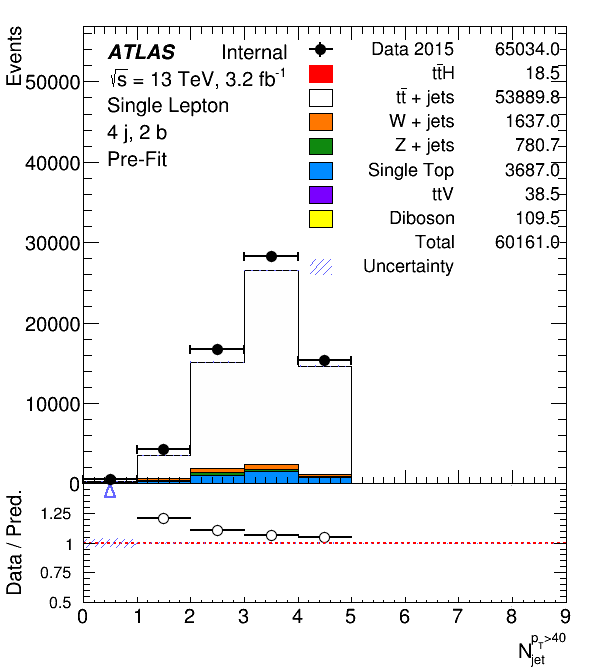 Events
50000
40000
30000
20000
10000
0
ATLAS Internal
√s = 13 TeV, 3.2 fb⁻¹
Single Lepton
4 j, 2 b
Pre-Fit
Data 2015 65034.0
tt̄H 18.5
tt̄ + jets 53889.8
W + jets 1637.0
Z + jets 780.7
Single Top 3687.0
ttV 38.5
Diboson 109.5
Total 60161.0
Uncertainty
Data / Pred.
1.25
1
0.75
0.5
0 1 2 3 4 5 6 7 8 9
N_jet^{p_T>40}